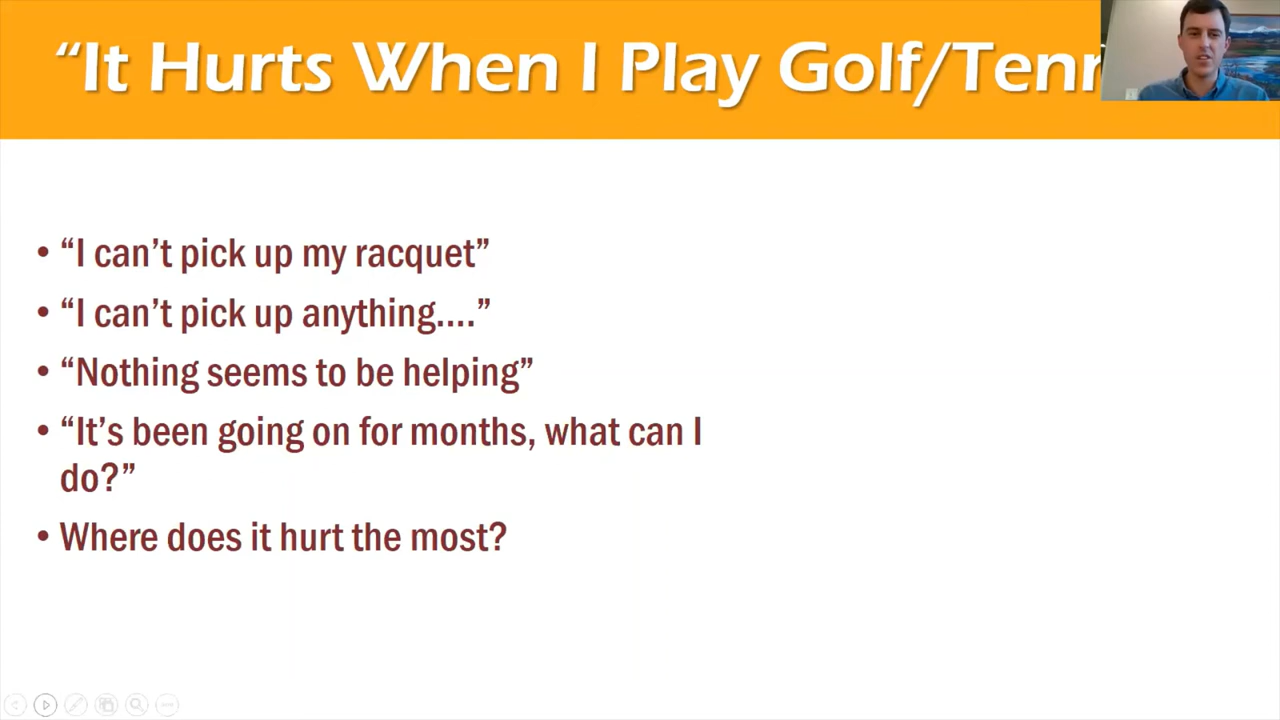 “It Hurts When I Play Golf/Tenn
• “I can’t pick up my racquet”
• “I can’t pick up anything....”
• “Nothing seems to be helping”
• “It’s been going on for months, what can I
do?”
• Where does it hurt the most?